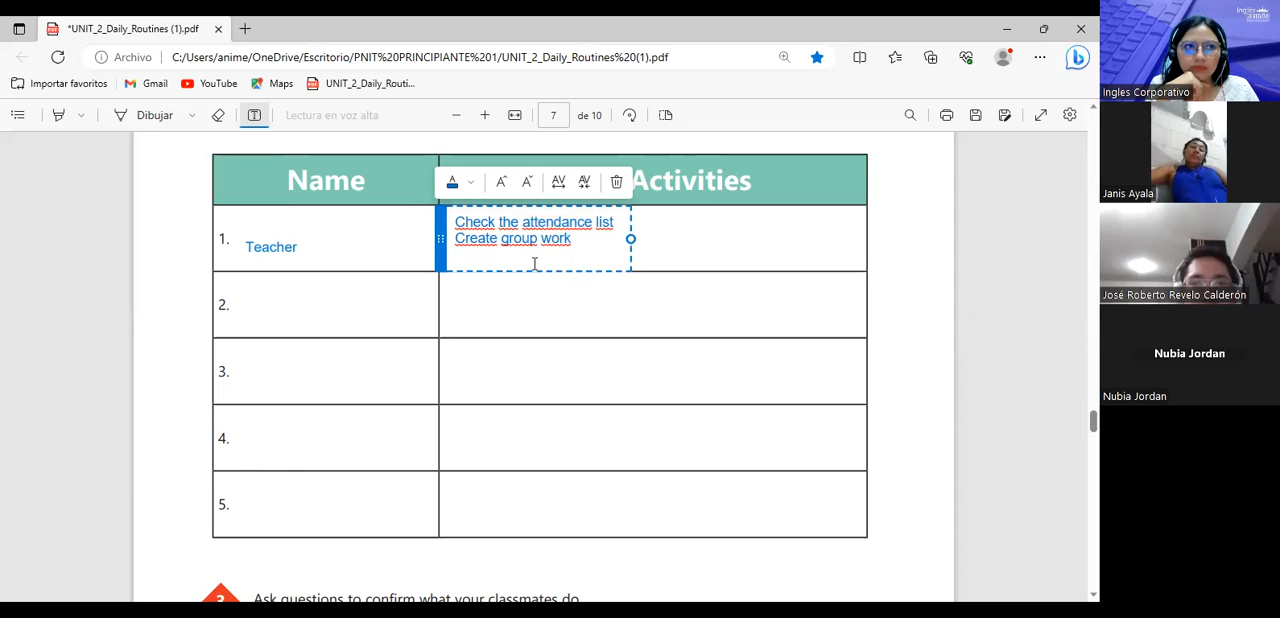 *UNIT_2_Daily_Routines (1).pdf
Archivo
C:/Users/anime/OneDrive/Escritorio/PNIT%20PRINCIPIANTE%201/UNIT_2_Daily_Routines%20(1).pdf
Importar favoritos
Gmail
YouTube
Maps
UNIT_2_Daily_Routi...
Dibujar
Lectura en voz alta
7
de 10
Name
Activities
1.
Teacher
Check the attendance list
Create group work
2.
3.
4.
5.
3
Ask questions to confirm what your classmates do
Ingles Corporativo
Janis Ayala
José Roberto Revelo Calderón
Nubia Jordan
Nubia Jordan